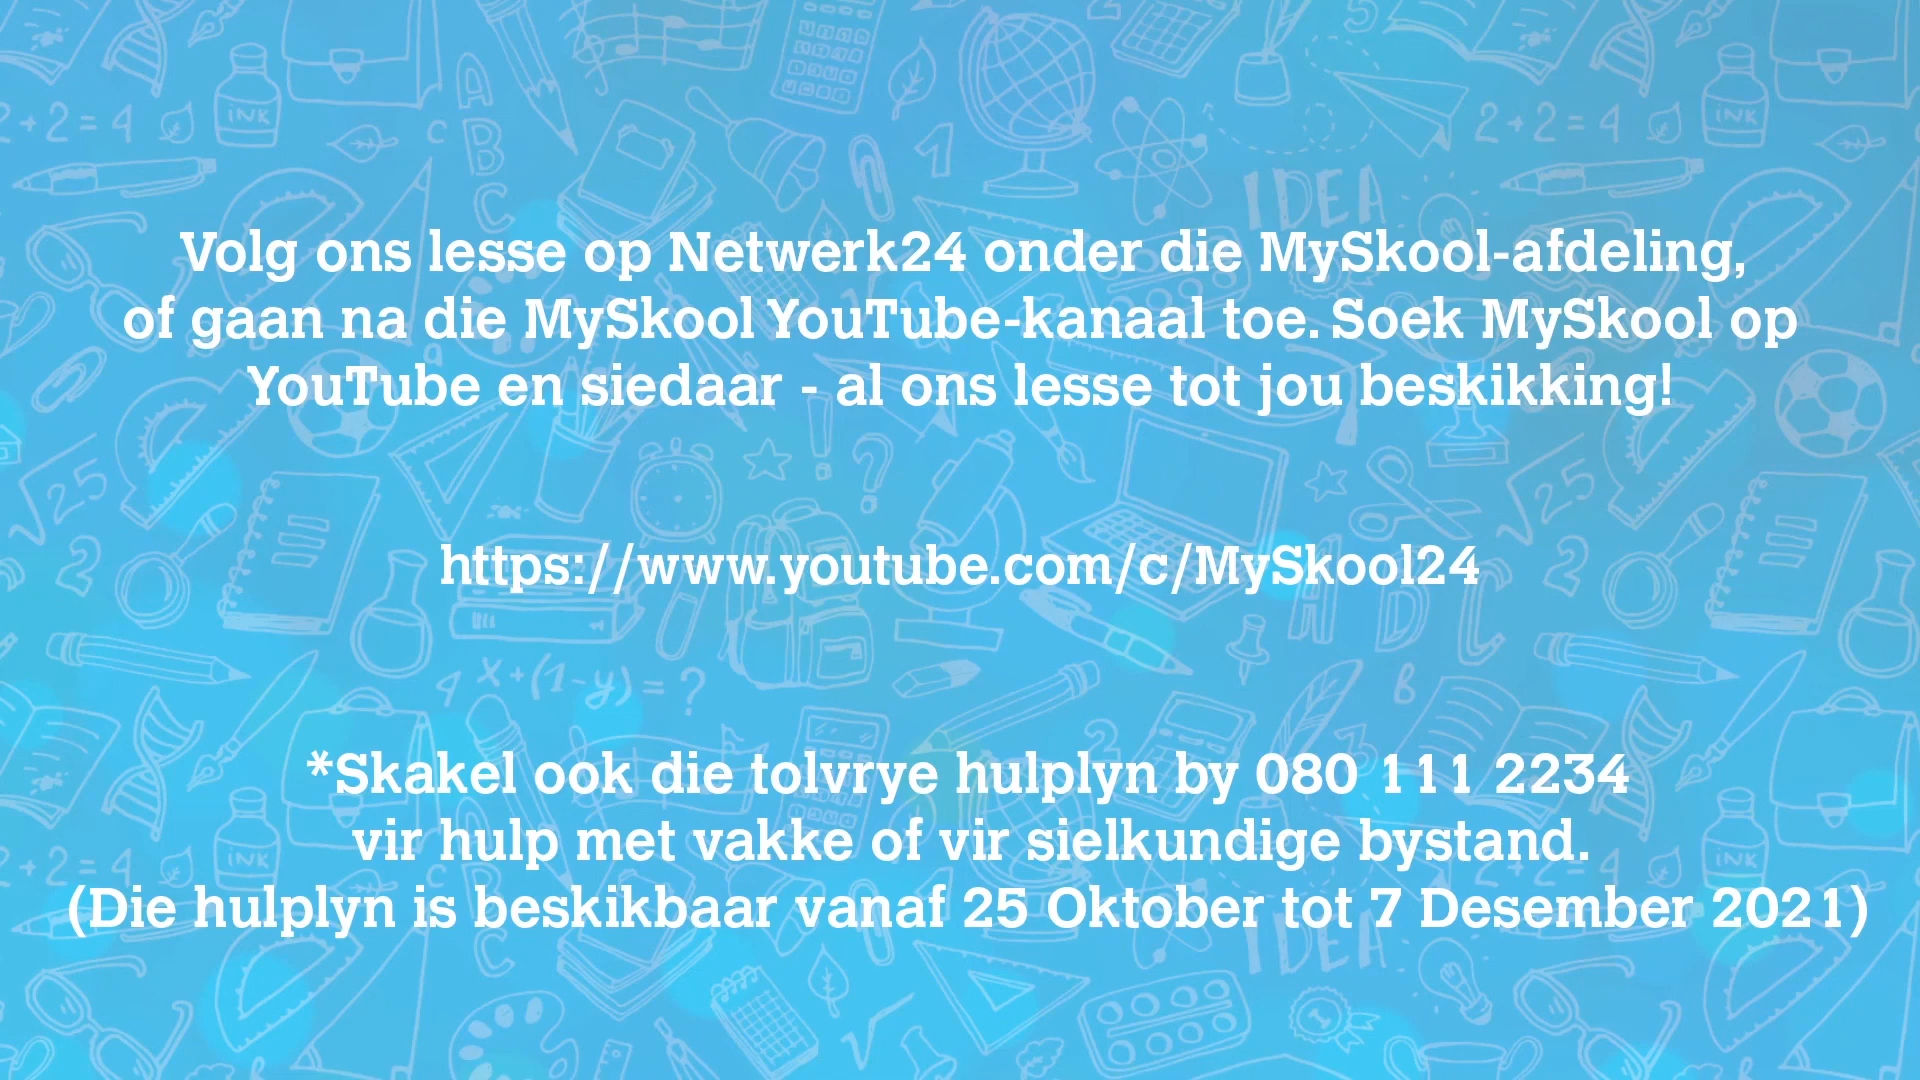 Volg ons lesse op Netwerk24 onder die MySkool-afdeling,
of gaan na die MySkool YouTube-kanaal toe. Soek MySkool op
YouTube en siedaar - al ons lesse tot jou beskikking!
https://www.youtube.com/c/MySkool24
*Skakel ook die tolvrye hulplyn by 080 111 2234
vir hulp met vakke of vir sielkundige bystand.
(Die hulplyn is beskikbaar vanaf 25 Oktober tot 7 Desember 2021)